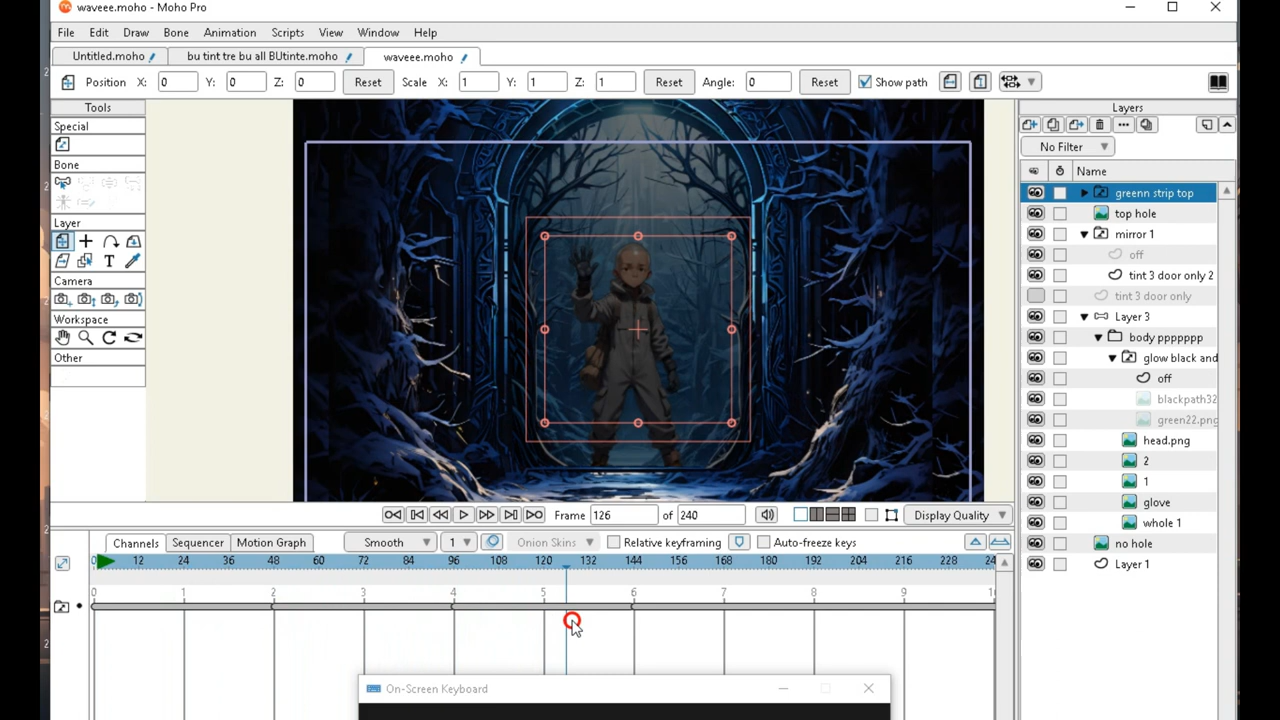 waveee.moho - Moho Pro
File Edit Draw Bone Animation Scripts View Window Help
Untitled.moho bu tint tre bu all BUtinte.moho waveee.moho
Position X: 0 Y: 0 Z: 0 Reset Scale X: 1 Y: 1 Z: 1 Reset Angle: 0 Reset Show path
Tools
Special
Bone
Layer
T
Camera
Workspace
Other
Layers
No Filter
Name
greenn strip top
top hole
mirror 1
off
tint 3 door only 2
tint 3 door only
Layer 3
body ppppppp
glow black and
off
blackpath32
green22.png
head.png
2
1
glove
whole 1
no hole
Layer 1
Frame 126 of 240 Display Quality
Channels Sequencer Motion Graph Smooth 1 Onion Skins Relative keyframing Auto-freeze keys
0 12 24 36 48 60 72 84 96 108 120 132 144 156 168 180 192 204 216 228 24
0 1 2 3 4 5 6 7 8 9 1
On-Screen Keyboard